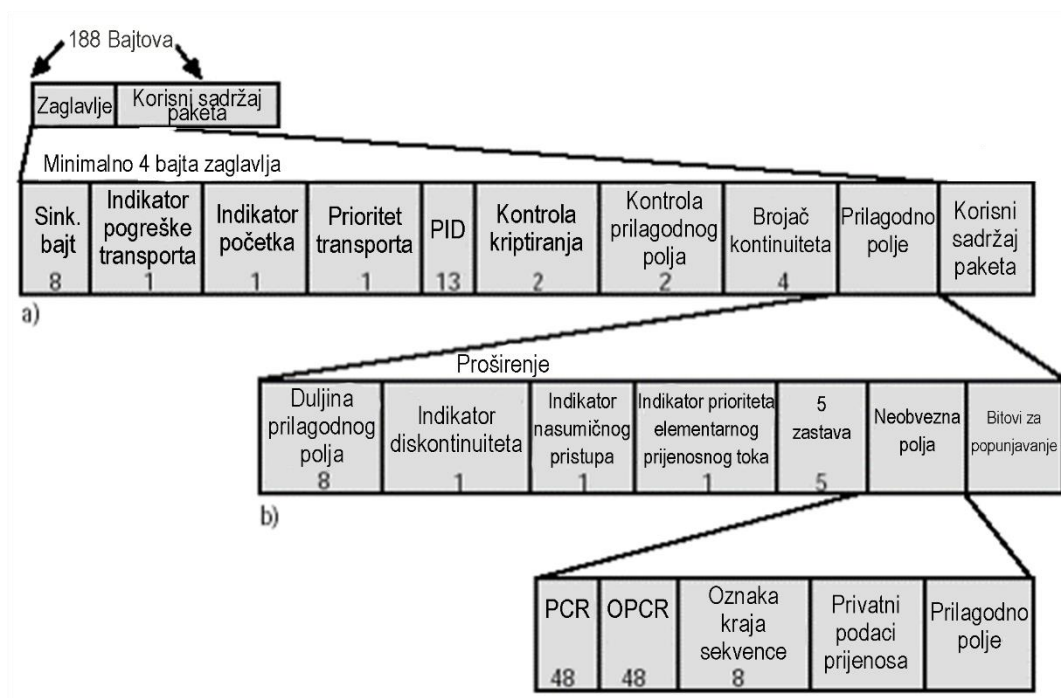 188 Bajtova
Zaglavlje
Korisni sadržaj
paketa
Minimalno 4 bajta zaglavlja
Sink.
bajt
8
Indikator
pogreške
transporta
1
Indikator
početka
1
Prioritet
transporta
1
PID
13
Kontrola
kriptiranja
2
Kontrola
prilagodnog
polja
2
Brojač
kontinuiteta
4
Prilagodno
polje
Korisni
sadržaj
paketa
a)
Proširenje
Duljina
prilagodnog
polja
8
Indikator
diskontinuiteta
1
Indikator
nasumičnog
pristupa
1
Indikator prioriteta
elementarnog
prijenosnog toka
1
5
zastava
5
Neobvezna
polja
Bitovi za
popunjavanje
b)
PCR
48
OPCR
48
Oznaka
kraja
sekvence
8
Privatni
podaci
prijenosa
Prilagodno
polje